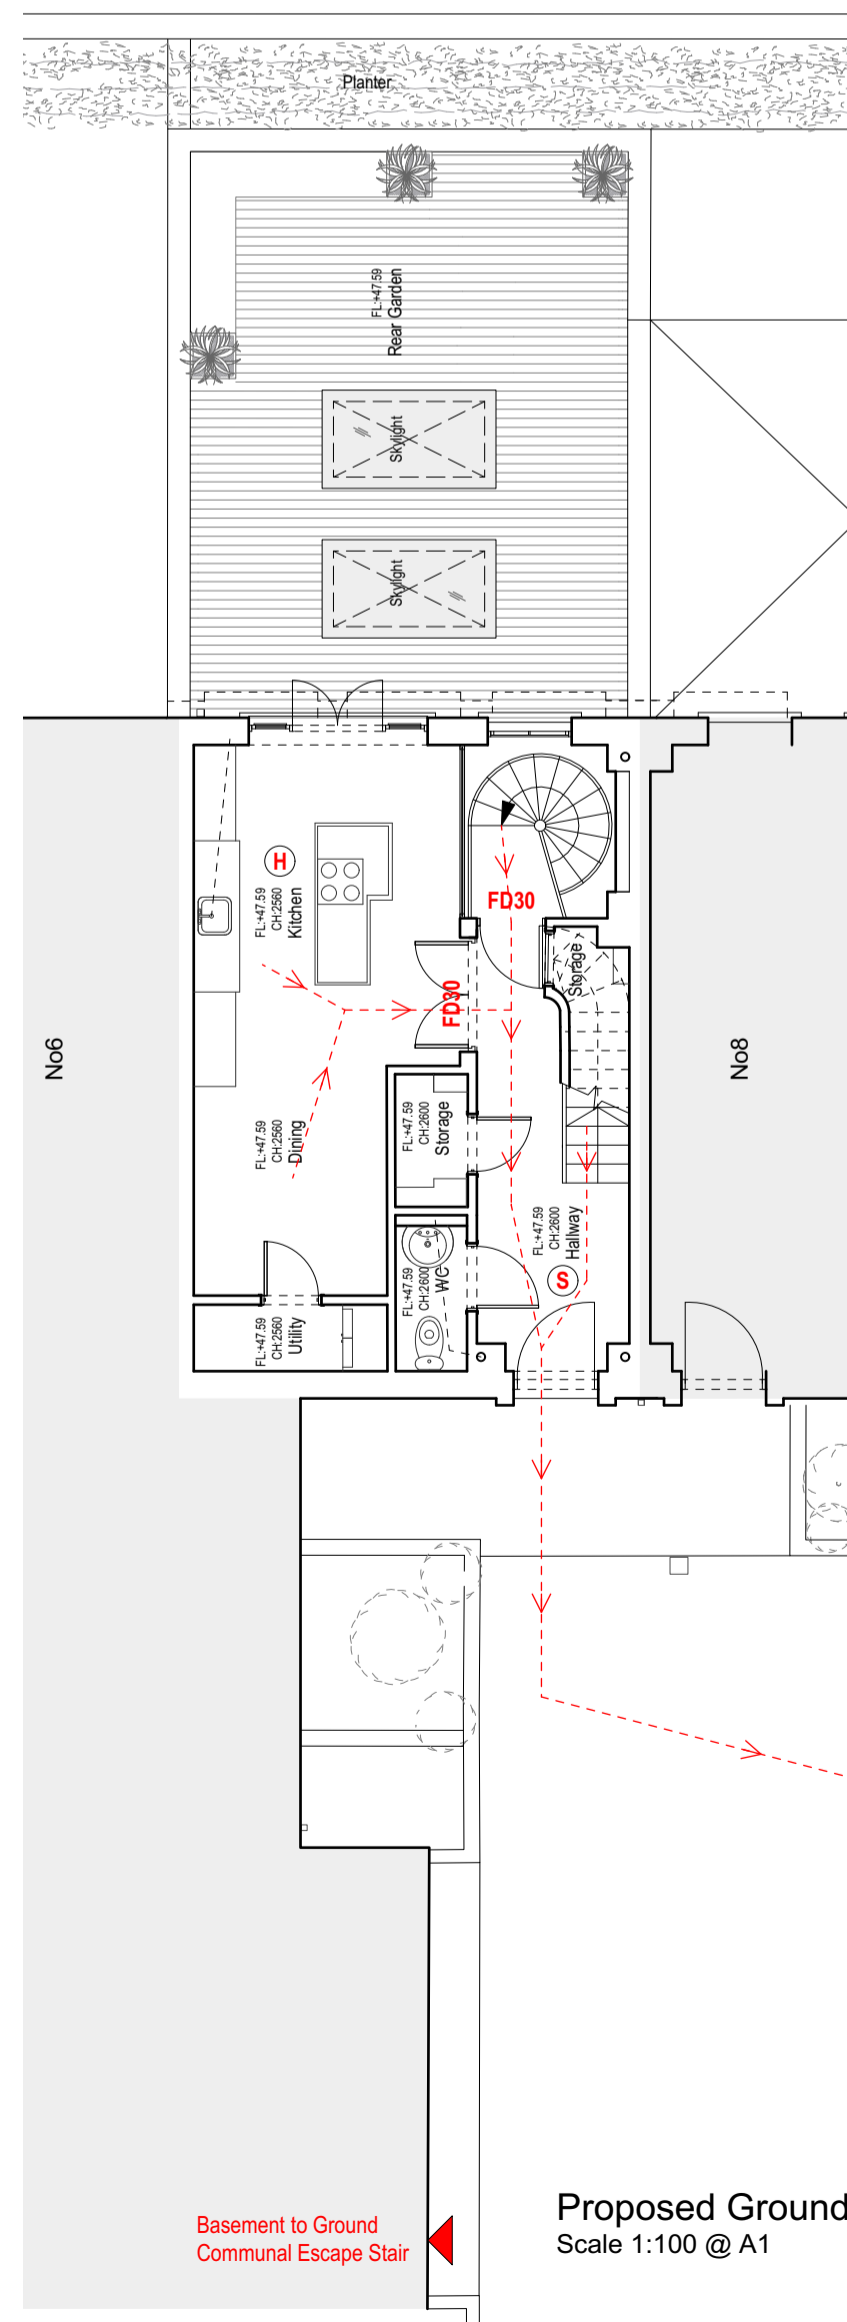 Planter
FL:+47.59
Rear Garden
Skylight
Skylight
H
FL:+47.59
CH:2560
Kitchen
FD30
FD30
Storage
No6
No8
FL:+47.59
CH:2560
Dining
FL:+47.59
CH:2600
Storage
FL:+47.59
CH:2600
Hallway
S
FL:+47.59
CH:2600
WC
FL:+47.59
CH:2560
Utility
Basement to Ground
Communal Escape Stair
Proposed Ground
Scale 1:100 @ A1